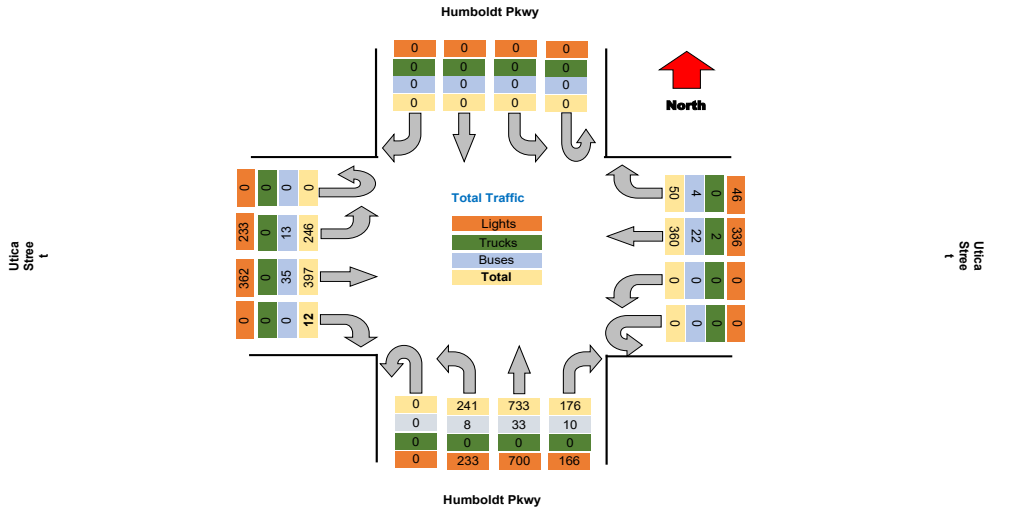 Humboldt Pkwy
0 0 0 0
0 0 0 0
0 0 0 0
0 0 0 0
North
0 0 0 0
233 0 13 246
362 0 35 397
0 0 0 12
Utica
Stree
t
Total Traffic
Lights
Trucks
Buses
Total
50 4 0 46
360 22 2 336
0 0 0 0
0 0 0 0
Utica
Stree
t
0 241 733 176
0 8 33 10
0 0 0 0
0 233 700 166
Humboldt Pkwy